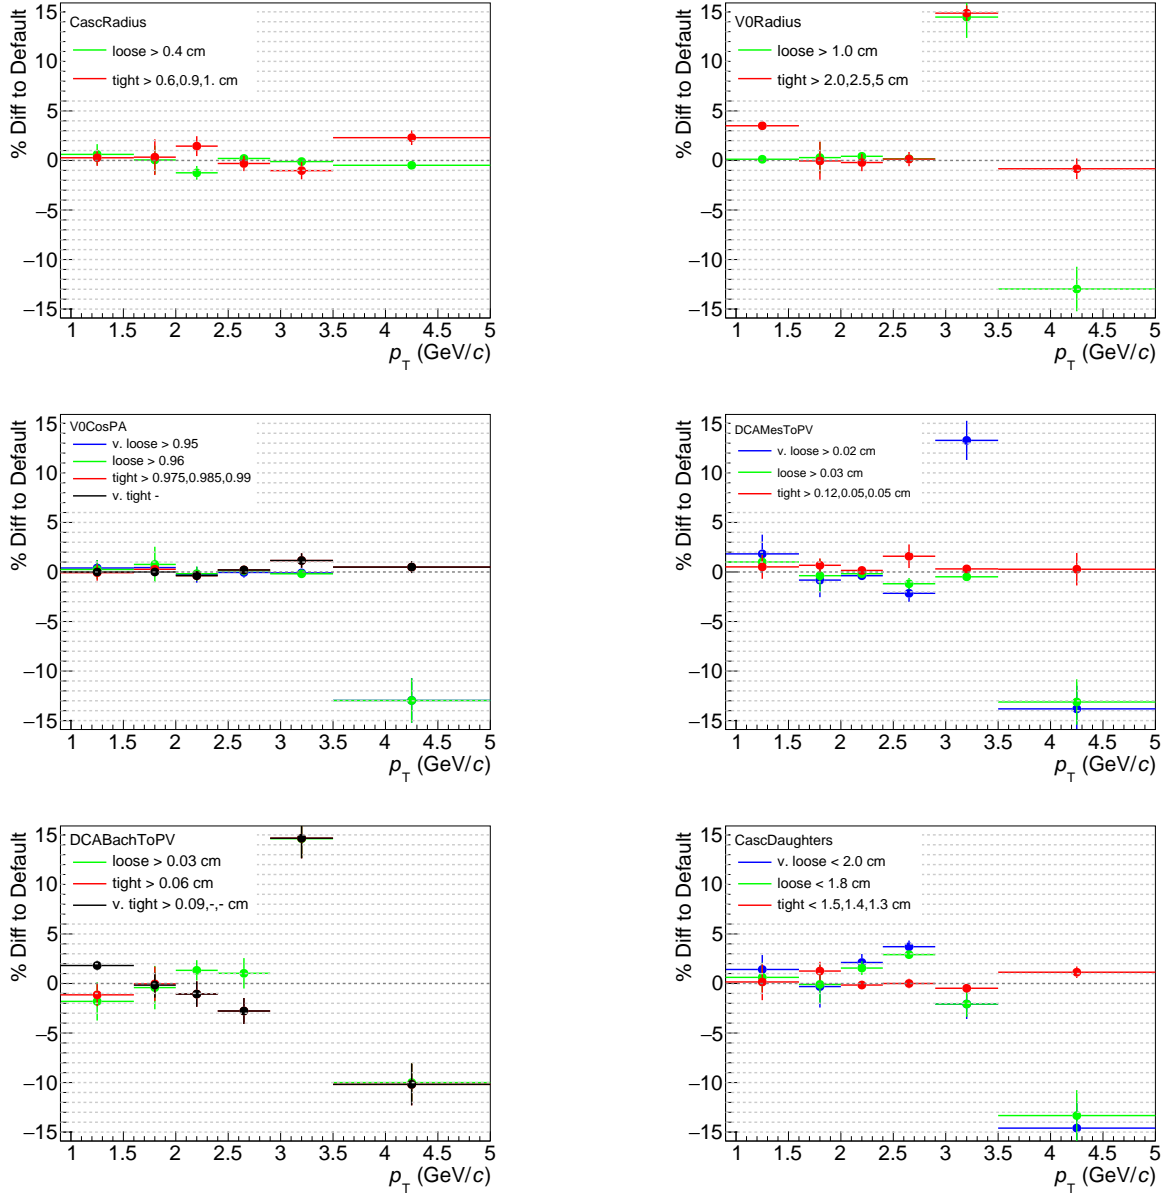 CascRadius
loose > 0.4 cm
tight > 0.6,0.9,1. cm
% Diff to Default
15
10
5
0
−5
−10
−15
1 1.5 2 2.5 3 3.5 4 4.5 5
p_T (GeV/c)
V0Radius
loose > 1.0 cm
tight > 2.0,2.5,5 cm
% Diff to Default
15
10
5
0
−5
−10
−15
1 1.5 2 2.5 3 3.5 4 4.5 5
p_T (GeV/c)
V0CosPA
v. loose > 0.95
loose > 0.96
tight > 0.975,0.985,0.99
v. tight -
% Diff to Default
15
10
5
0
−5
−10
−15
1 1.5 2 2.5 3 3.5 4 4.5 5
p_T (GeV/c)
DCAMesToPV
v. loose > 0.02 cm
loose > 0.03 cm
tight > 0.12,0.05,0.05 cm
% Diff to Default
15
10
5
0
−5
−10
−15
1 1.5 2 2.5 3 3.5 4 4.5 5
p_T (GeV/c)
DCABachToPV
loose > 0.03 cm
tight > 0.06 cm
v. tight > 0.09,-,- cm
% Diff to Default
15
10
5
0
−5
−10
−15
1 1.5 2 2.5 3 3.5 4 4.5 5
p_T (GeV/c)
CascDaughters
v. loose < 2.0 cm
loose < 1.8 cm
tight < 1.5,1.4,1.3 cm
% Diff to Default
15
10
5
0
−5
−10
−15
1 1.5 2 2.5 3 3.5 4 4.5 5
p_T (GeV/c)